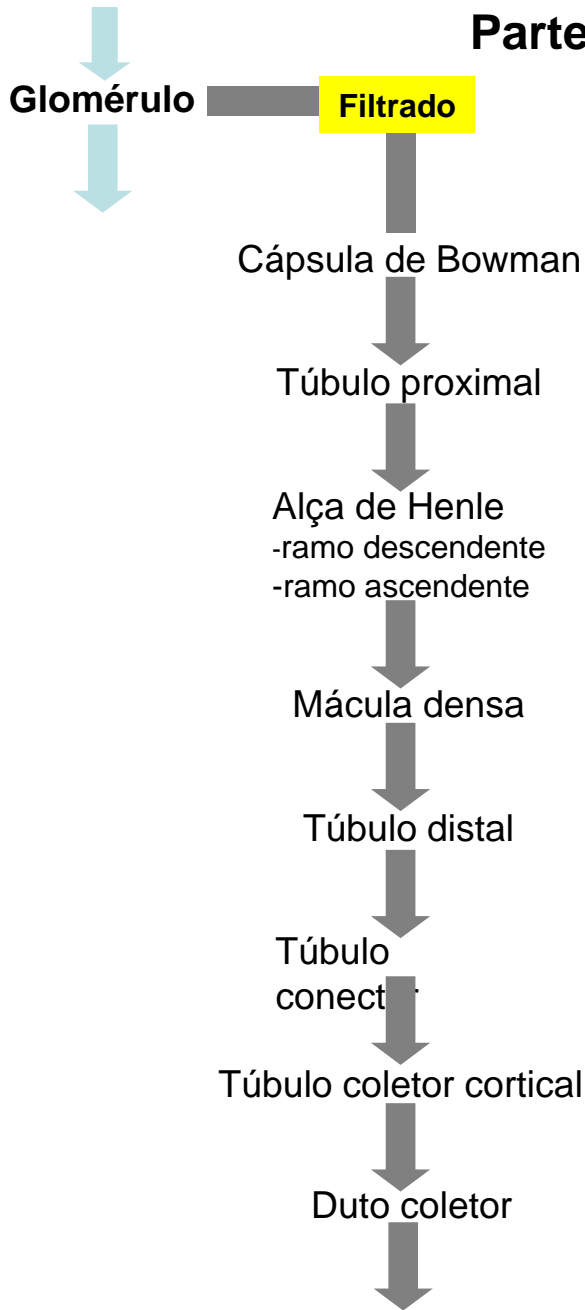 Parte
Glomérulo
Filtrado
Cápsula de Bowman
Túbulo proximal
Alça de Henle
-ramo descendente
-ramo ascendente
Mácula densa
Túbulo distal
Túbulo
conector
Túbulo coletor cortical
Duto coletor